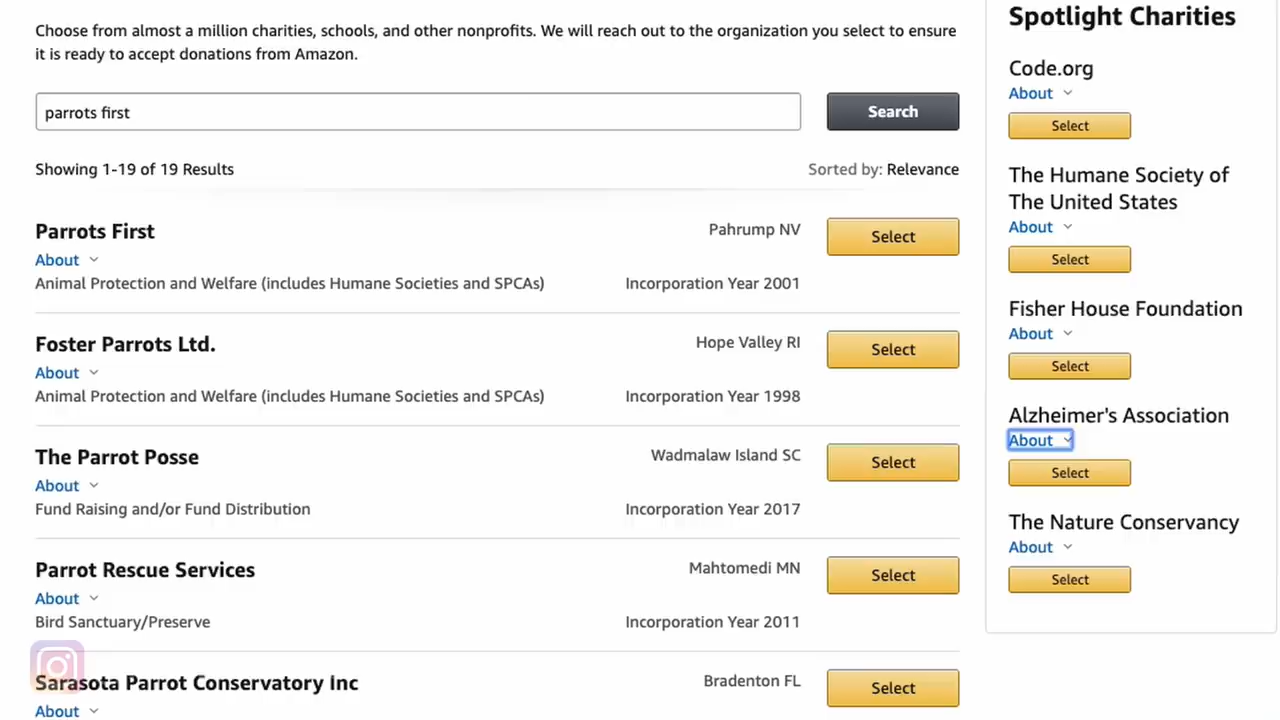 Choose from almost a million charities, schools, and other nonprofits. We will reach out to the organization you select to ensure
it is ready to accept donations from Amazon.
parrots first
Search
Showing 1-19 of 19 Results
Sorted by: Relevance
Parrots First
Pahrump NV
Select
About
Animal Protection and Welfare (includes Humane Societies and SPCAs)
Incorporation Year 2001
Foster Parrots Ltd.
Hope Valley RI
Select
About
Animal Protection and Welfare (includes Humane Societies and SPCAs)
Incorporation Year 1998
The Parrot Posse
Wadmalaw Island SC
Select
About
Fund Raising and/or Fund Distribution
Incorporation Year 2017
Parrot Rescue Services
Mahtomedi MN
Select
About
Bird Sanctuary/Preserve
Incorporation Year 2011
Sarasota Parrot Conservatory Inc
Bradenton FL
Select
About
Spotlight Charities
Code.org
About
Select
The Humane Society of
The United States
About
Select
Fisher House Foundation
About
Select
Alzheimer's Association
About
Select
The Nature Conservancy
About
Select